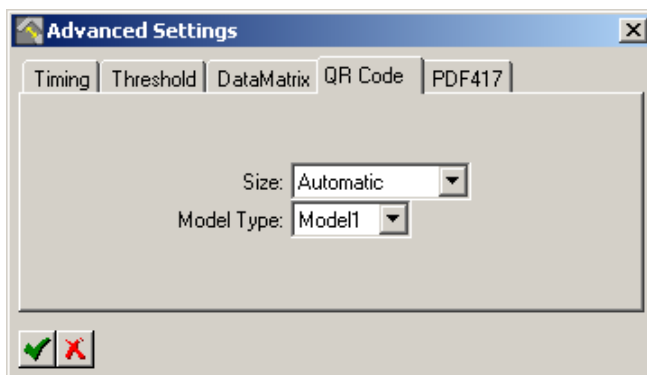 Advanced Settings
Timing Threshold DataMatrix QR Code PDF417
Size: Automatic
Model Type: Model1